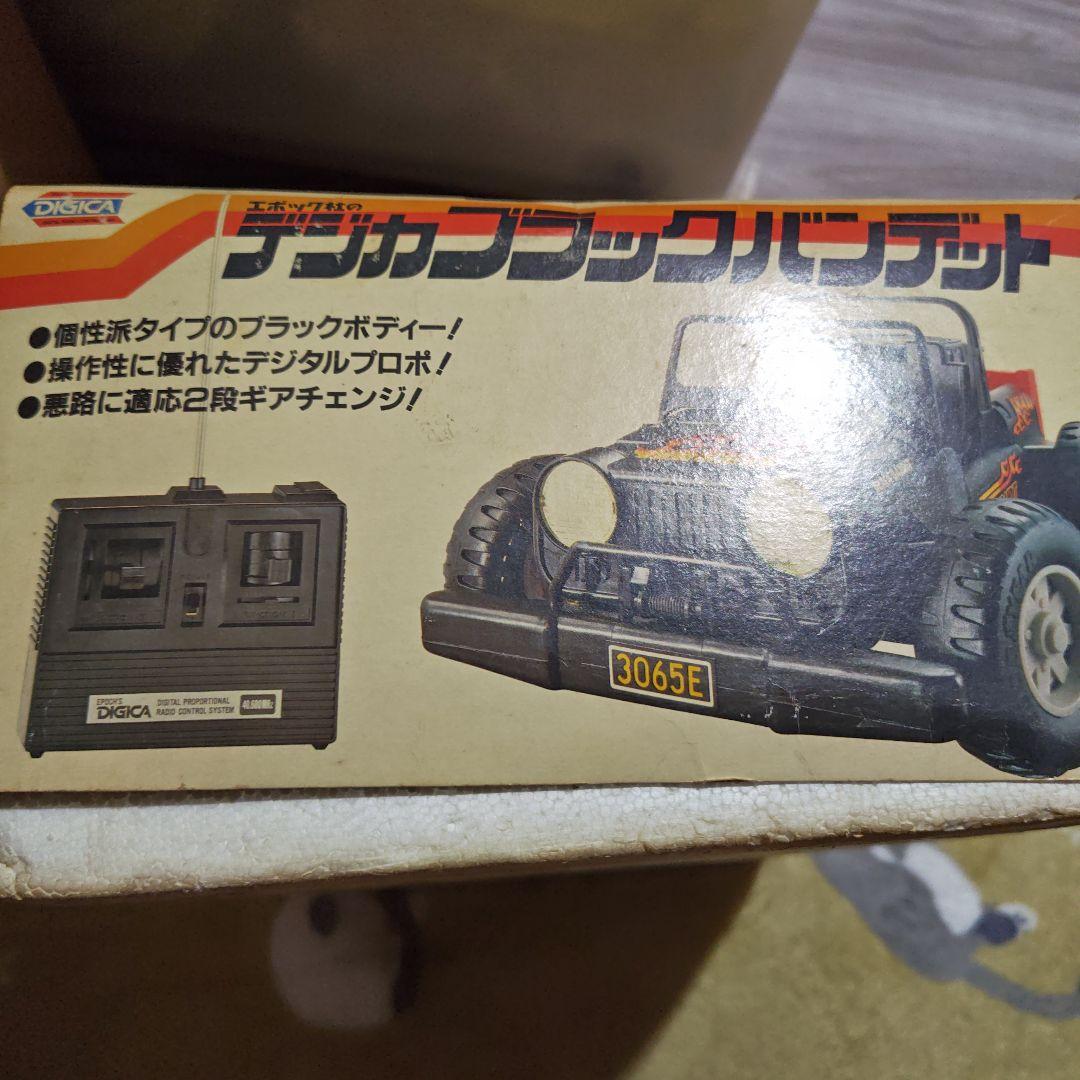 DIGICA
エポック社の
デジカブラックバンデット
●個性派タイプのブラックボディー!
●操作性に優れたデジタルプロポ!
●悪路に適応2段ギアチェンジ!
EPOCH'S
DIGICA
DIGITAL PROPORTIONAL
RADIO CONTROL SYSTEM
40.680MHz
3065E